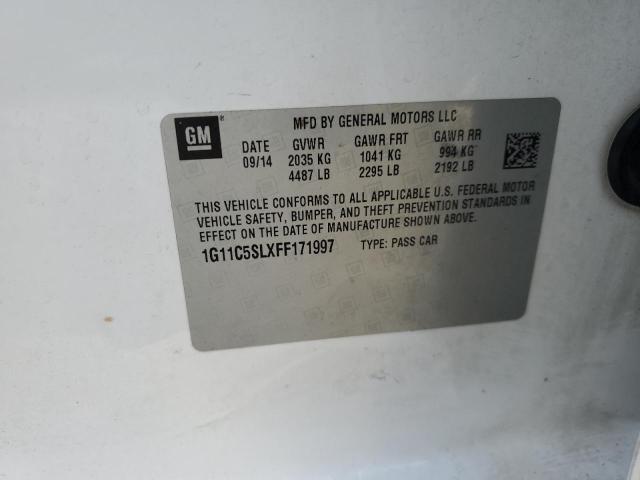 GM
MFD BY GENERAL MOTORS LLC
DATE GVWR GAWR FRT GAWR RR
09/14 2035 KG 1041 KG 994 KG
4487 LB 2295 LB 2192 LB
THIS VEHICLE CONFORMS TO ALL APPLICABLE U.S. FEDERAL MOTOR
VEHICLE SAFETY, BUMPER, AND THEFT PREVENTION STANDARDS IN
EFFECT ON THE DATE OF MANUFACTURE SHOWN ABOVE.
1G11C5SLXFF171997 TYPE: PASS CAR